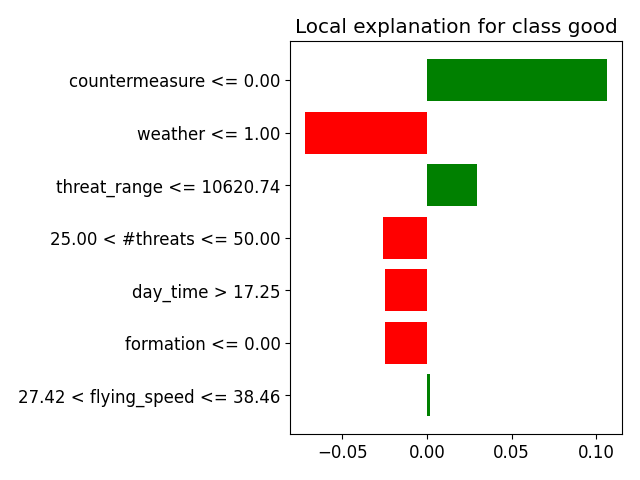 Local explanation for class good
countermeasure <= 0.00
weather <= 1.00
threat_range <= 10620.74
25.00 < #threats <= 50.00
day_time > 17.25
formation <= 0.00
27.42 < flying_speed <= 38.46
−0.05 0.00 0.05 0.10